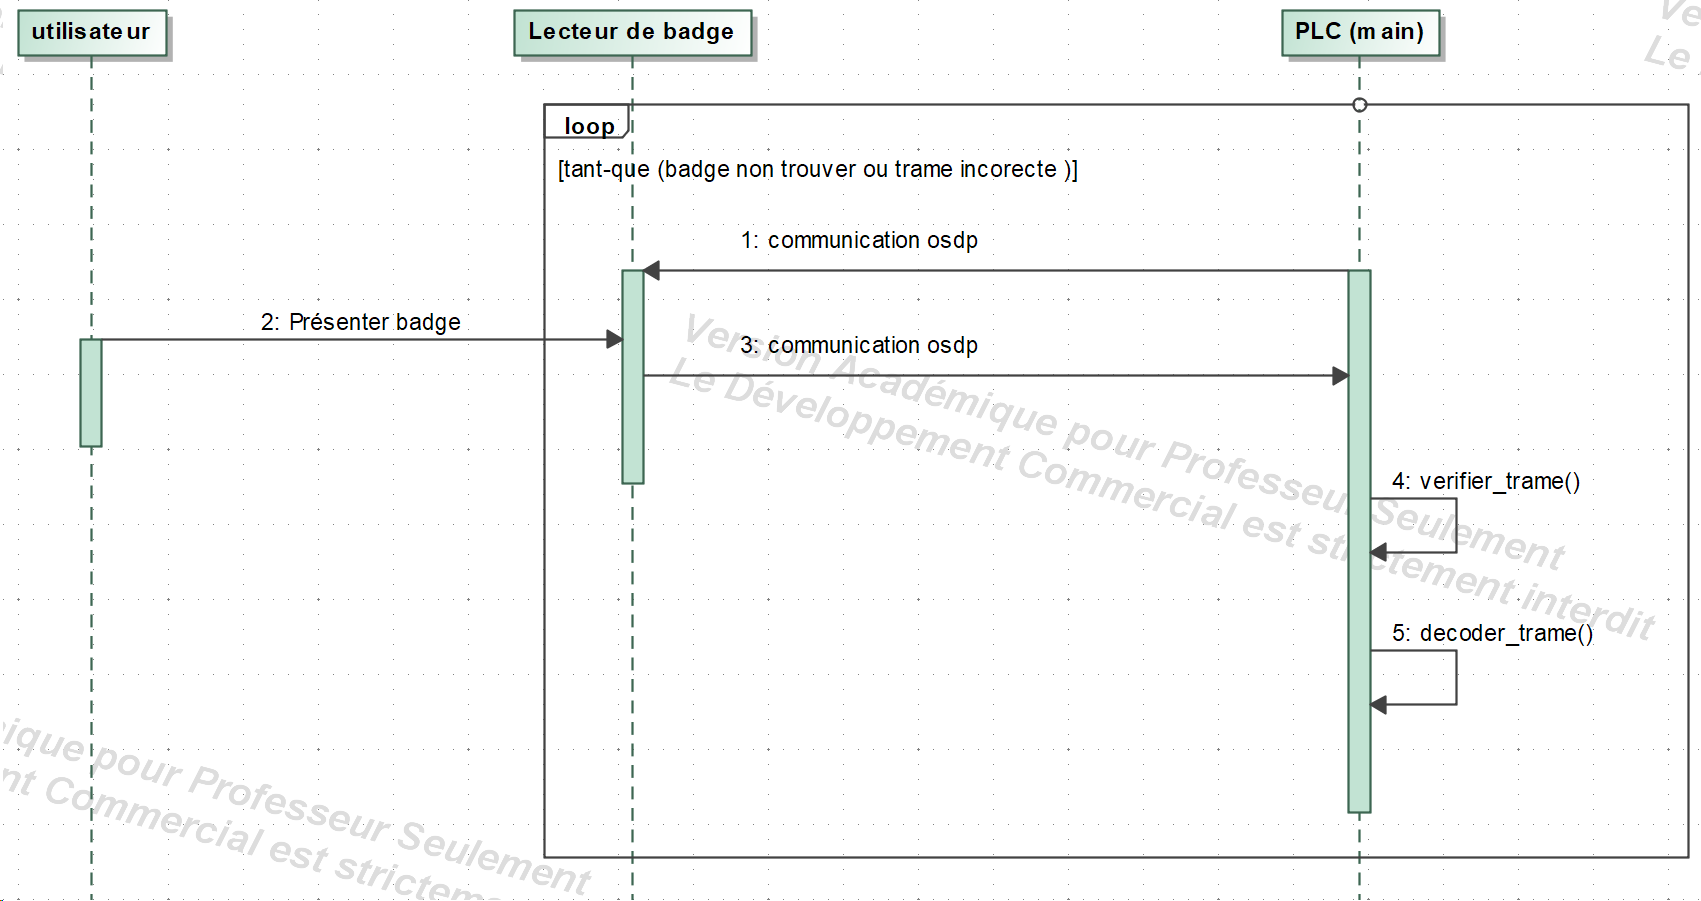 utilisateur
Lecteur de badge
PLC (main)
Ve
Le
loop
[tant-que (badge non trouver ou trame incorecte )]
1: communication osdp
2: Présenter badge
3: communication osdp
Version Académique pour Professeur Seulement
Le Développement Commercial est strictement interdit
4: verifier_trame()
5: decoder_trame()
ique pour Professeur Seulement
nt Commercial est strictem